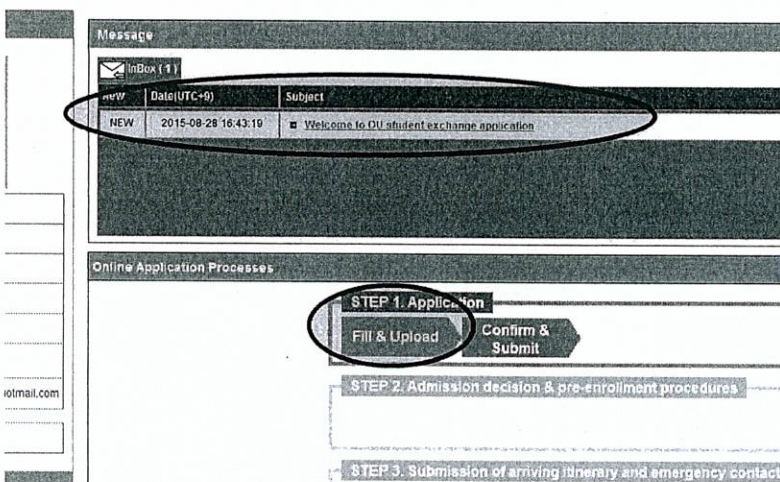 Message
InBox ( 1 )
New Date(UTC+9) Subject
NEW 2015-08-28 16:43:19 Welcome to OU student exchange application
Online Application Processes
STEP 1. Application
Fill & Upload
Confirm &
Submit
otmail.com
STEP 2. Admission decision & pre-enrollment procedures
STEP 3. Submission of arriving itinerary and emergency contact